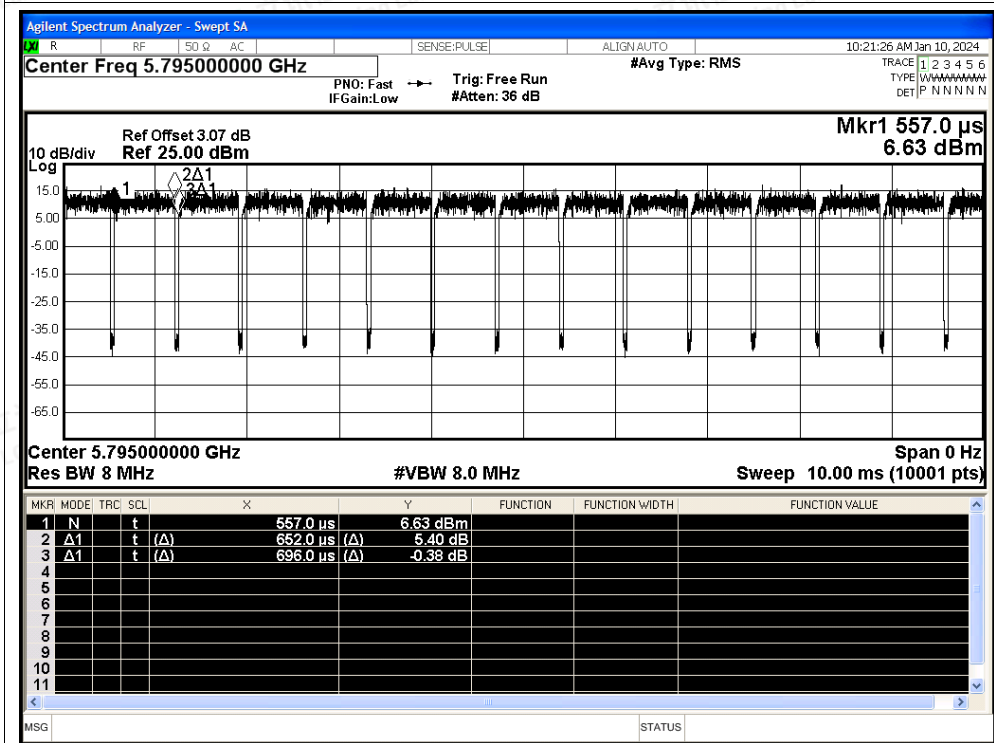 Agilent Spectrum Analyzer - Swept SA
LXI R RF 50 Ω AC SENSE:PULSE ALIGN AUTO 10:21:26 AM Jan 10, 2024
Center Freq 5.795000000 GHz #Avg Type: RMS TRACE 1 2 3 4 5 6
PNO: Fast Trig: Free Run TYPE W
IFGain:Low #Atten: 36 dB DET P N N N N N
Mkr1 557.0 µs
Ref Offset 3.07 dB
10 dB/div Ref 25.00 dBm 6.63 dBm
Log
2Δ1
15.0 1 3Δ1
5.00
-5.00
-15.0
-25.0
-35.0
-45.0
-55.0
-65.0
Center 5.795000000 GHz Span 0 Hz
Res BW 8 MHz #VBW 8.0 MHz Sweep 10.00 ms (10001 pts)
MKR MODE TRC SCL X Y FUNCTION FUNCTION WIDTH FUNCTION VALUE
1 N t 557.0 µs 6.63 dBm
2 Δ1 t (Δ) 652.0 µs (Δ) 5.40 dB
3 Δ1 t (Δ) 696.0 µs (Δ) -0.38 dB
4
5
6
7
8
9
10
11
MSG STATUS